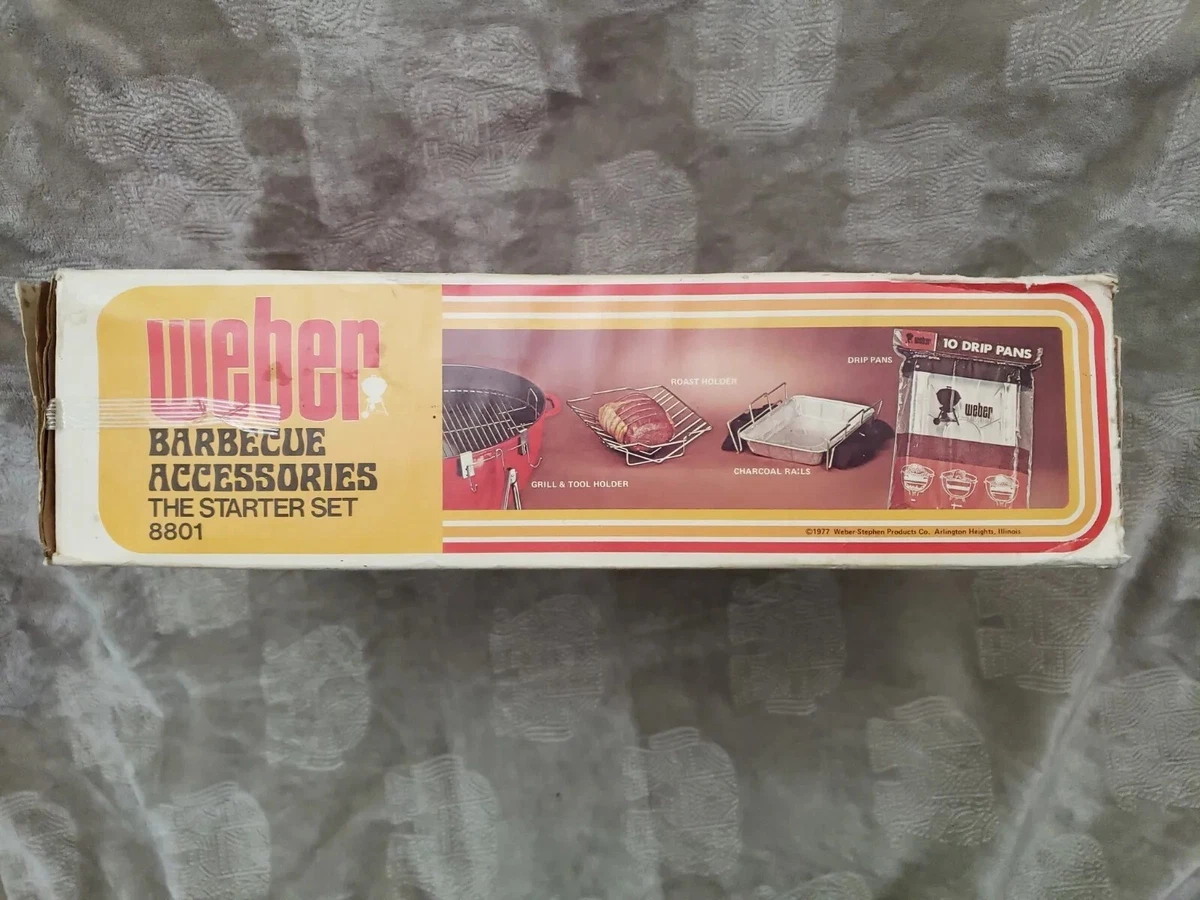 weber
BARBECUE
ACCESSORIES
THE STARTER SET
8801
GRILL & TOOL HOLDER
ROAST HOLDER
CHARCOAL RAILS
DRIP PANS
weber
10 DRIP PANS
weber
©1977 Weber-Stephen Products Co., Arlington Heights, Illinois